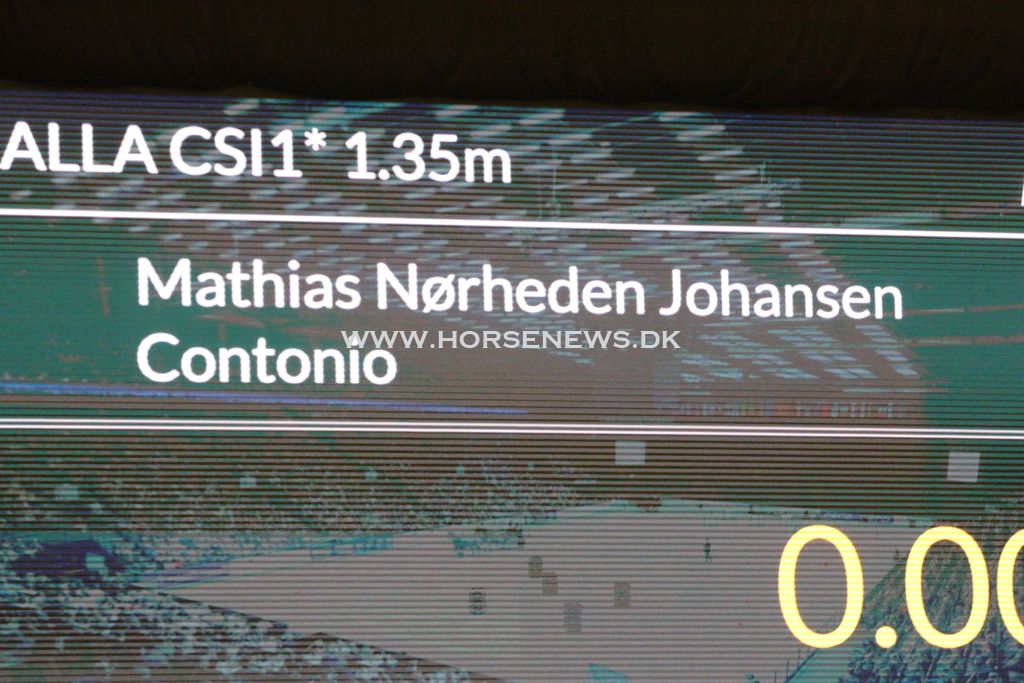 ALLA CSI1* 1.35m
Mathias Nørheden Johansen
WWW.HORSENEWS.DK
Contonio
0.00